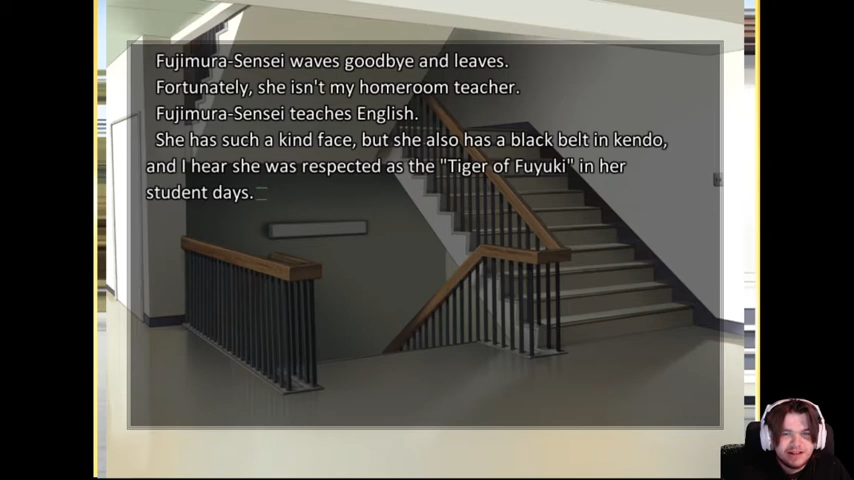 Fujimura-Sensei waves goodbye and leaves.
Fortunately, she isn't my homeroom teacher.
Fujimura-Sensei teaches English.
She has such a kind face, but she also has a black belt in kendo,
and I hear she was respected as the "Tiger of Fuyuki" in her
student days.